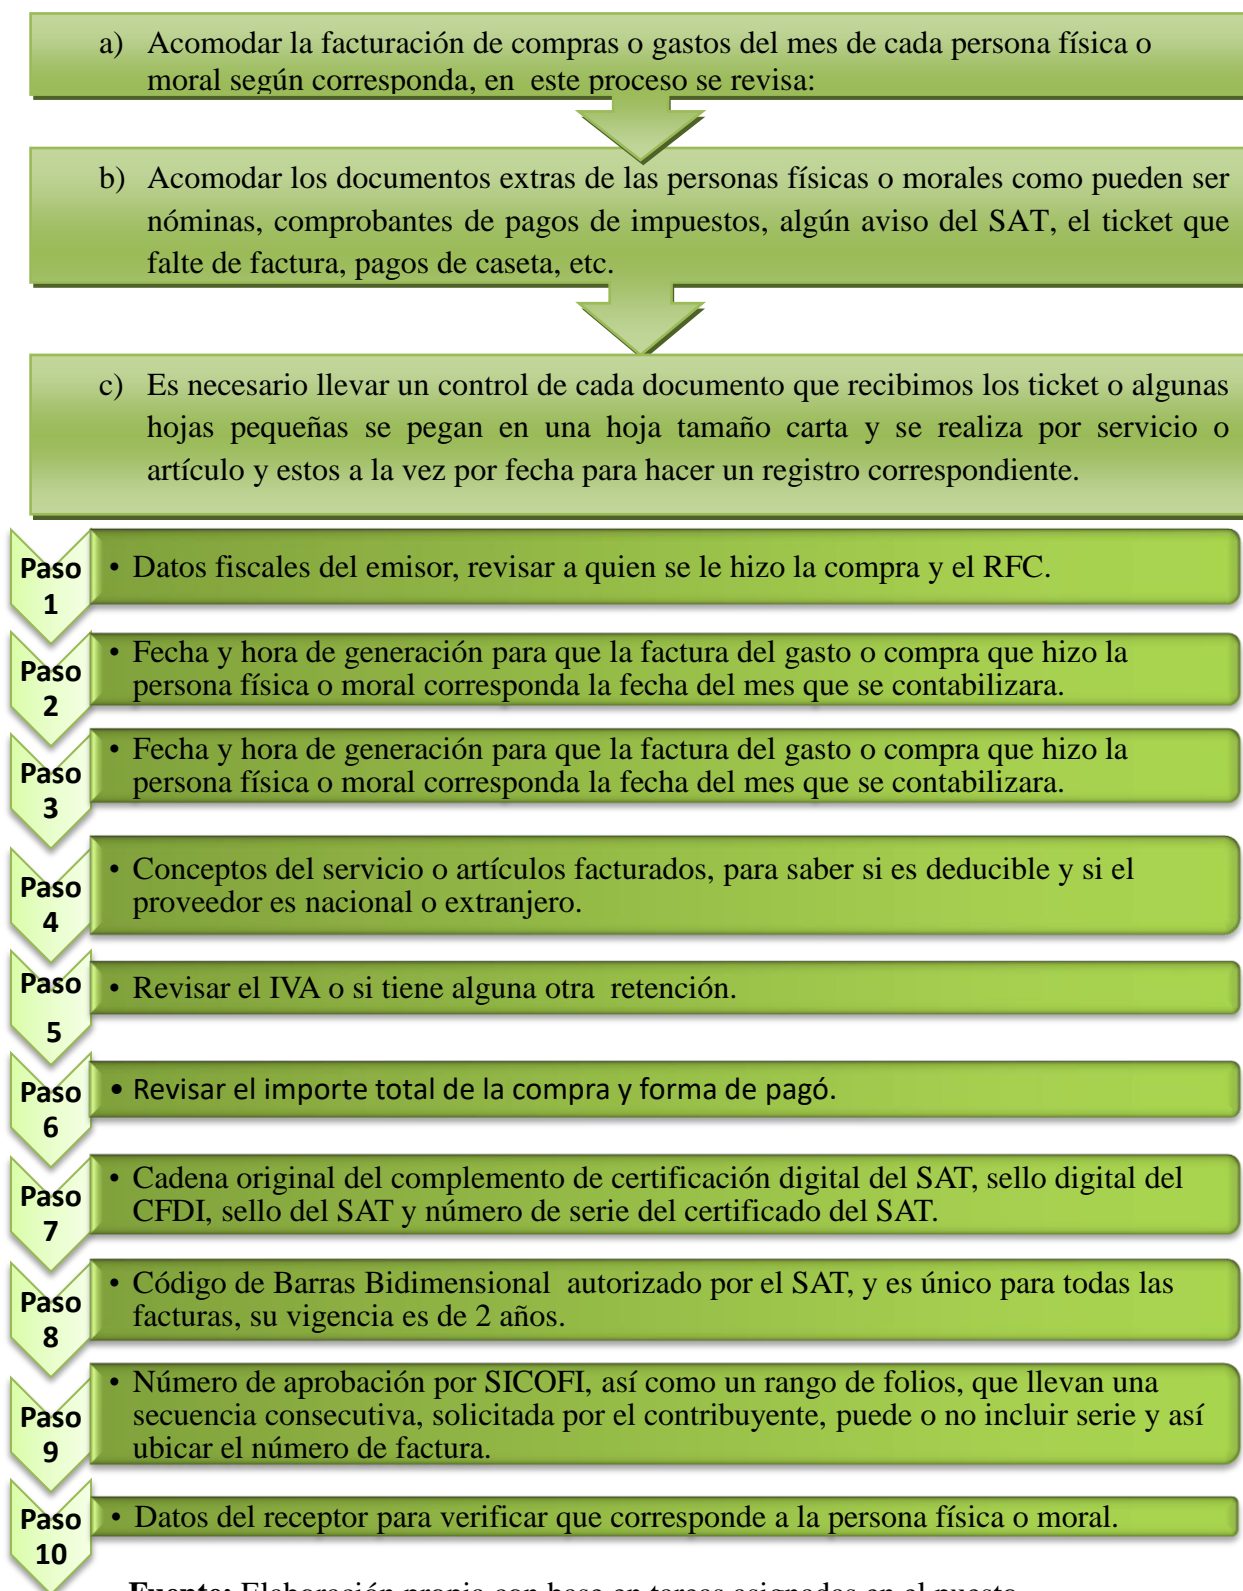 a) Acomodar la facturación de compras o gastos del mes de cada persona física o
moral según corresponda, en este proceso se revisa:
b) Acomodar los documentos extras de las personas físicas o morales como pueden ser
nóminas, comprobantes de pagos de impuestos, algún aviso del SAT, el ticket que
falte de factura, pagos de caseta, etc.
c) Es necesario llevar un control de cada documento que recibimos los ticket o algunas
hojas pequeñas se pegan en una hoja tamaño carta y se realiza por servicio o
artículo y estos a la vez por fecha para hacer un registro correspondiente.
Paso
1
• Datos fiscales del emisor, revisar a quien se le hizo la compra y el RFC.
Paso
2
• Fecha y hora de generación para que la factura del gasto o compra que hizo la
persona física o moral corresponda la fecha del mes que se contabilizara.
Paso
3
• Fecha y hora de generación para que la factura del gasto o compra que hizo la
persona física o moral corresponda la fecha del mes que se contabilizara.
Paso
4
• Conceptos del servicio o artículos facturados, para saber si es deducible y si el
proveedor es nacional o extranjero.
Paso
5
• Revisar el IVA o si tiene alguna otra retención.
Paso
6
• Revisar el importe total de la compra y forma de pagó.
Paso
7
• Cadena original del complemento de certificación digital del SAT, sello digital del
CFDI, sello del SAT y número de serie del certificado del SAT.
Paso
8
• Código de Barras Bidimensional autorizado por el SAT, y es único para todas las
facturas, su vigencia es de 2 años.
Paso
9
• Número de aprobación por SICOFI, así como un rango de folios, que llevan una
secuencia consecutiva, solicitada por el contribuyente, puede o no incluir serie y así
ubicar el número de factura.
Paso
10
• Datos del receptor para verificar que corresponde a la persona física o moral.
Fuente: Elaboración propia con base en tareas asignadas en el puesto